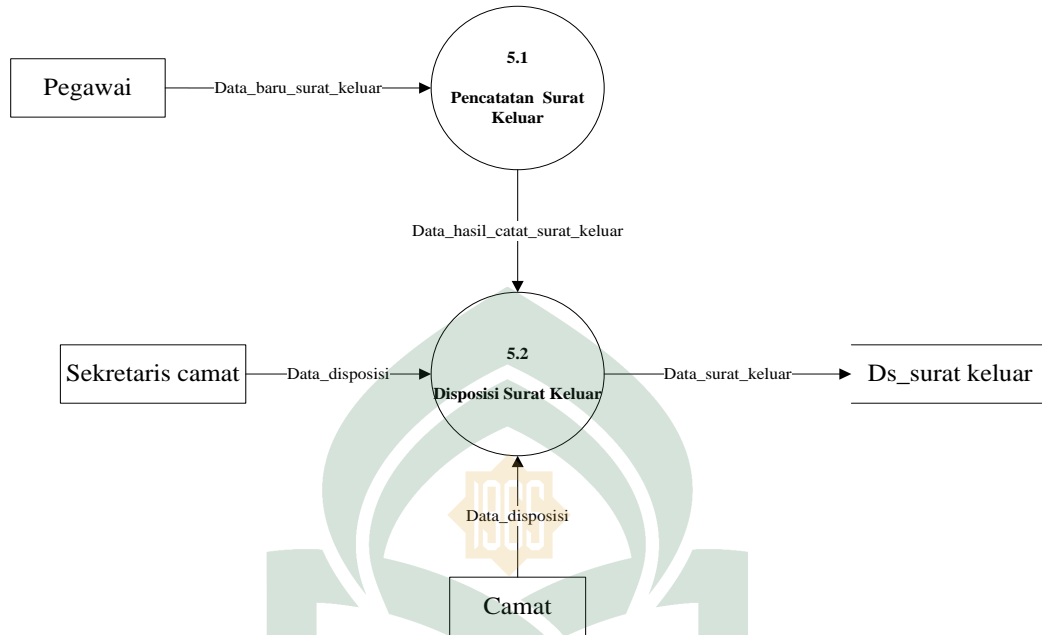 5.1
Pegawai
Data_baru_surat_keluar
Pencatatan Surat
Keluar
Data_hasil_catat_surat_keluar
5.2
Sekretaris camat
Data_disposisi
Disposisi Surat Keluar
Data_surat_keluar
Ds_surat keluar
1965
Data_disposisi
Camat